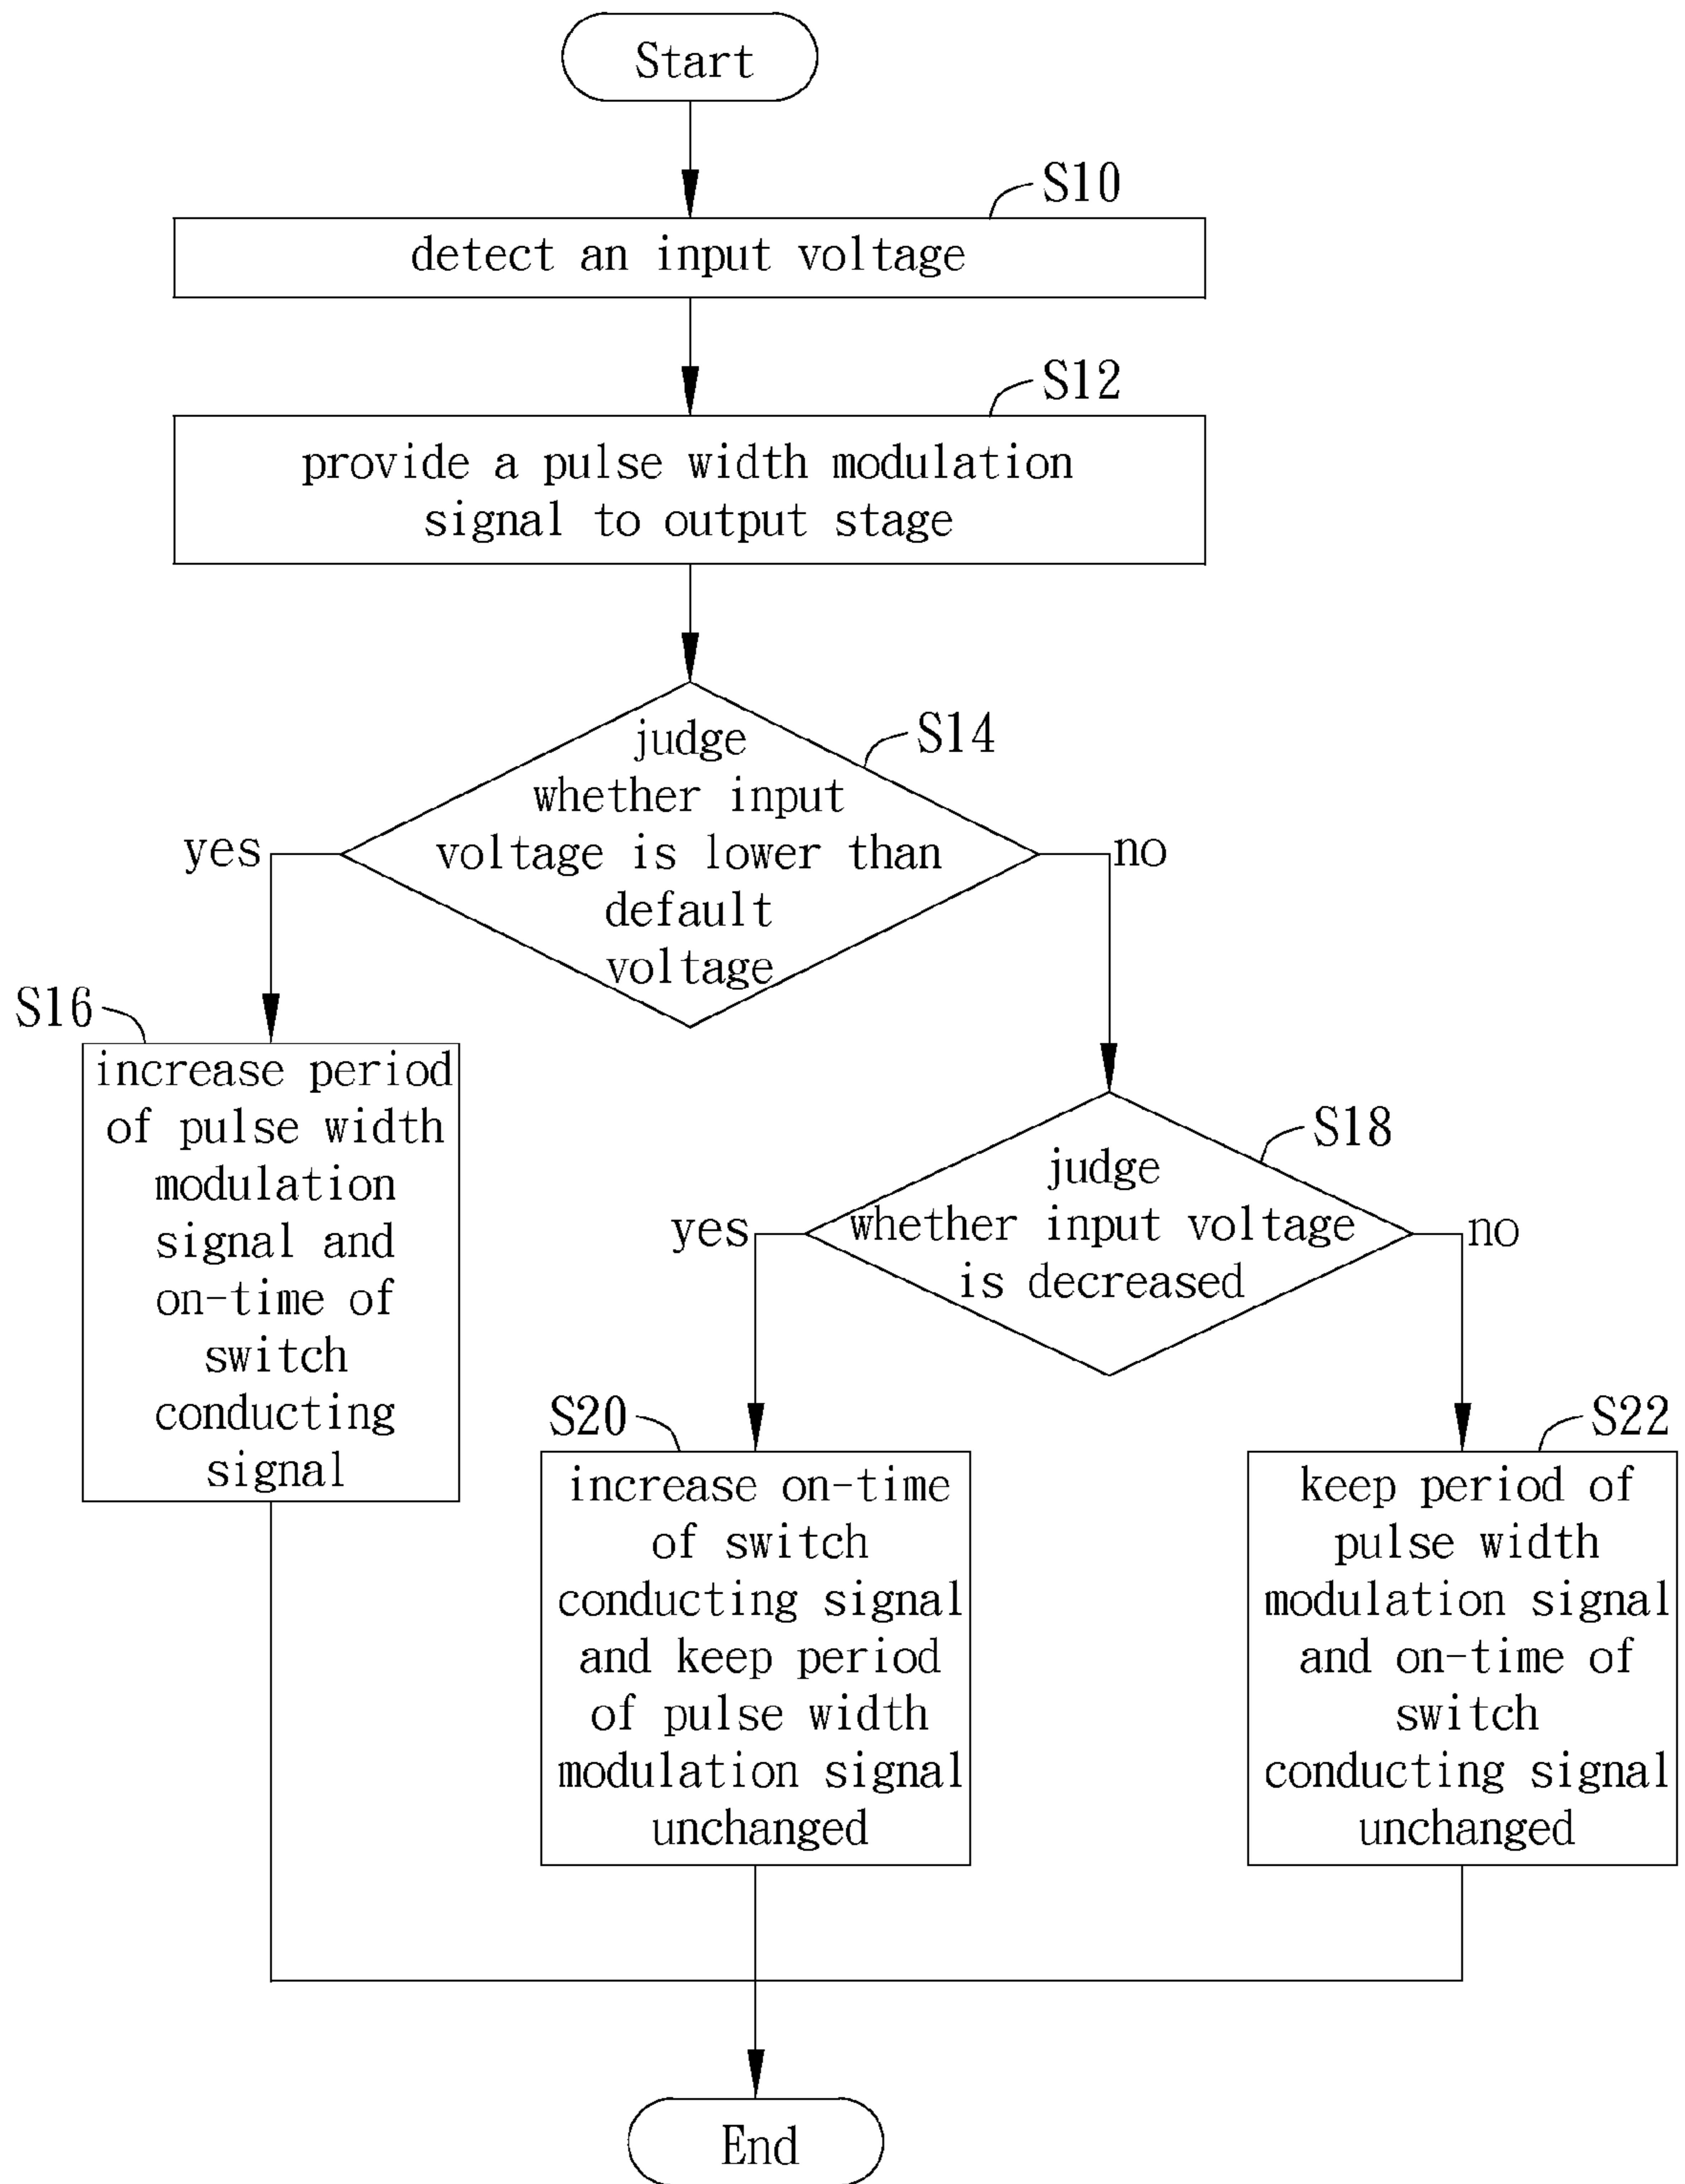 Start
S10
detect an input voltage
S12
provide a pulse width modulation
signal to output stage
S14
judge
whether input
voltage is lower than
default
voltage
yes
no
S16
increase period
of pulse width
modulation
signal and
on-time of
switch
conducting
signal
S18
judge
whether input voltage
is decreased
yes
no
S20
increase on-time
of switch
conducting signal
and keep period
of pulse width
modulation signal
unchanged
S22
keep period of
pulse width
modulation signal
and on-time of
switch
conducting signal
unchanged
End